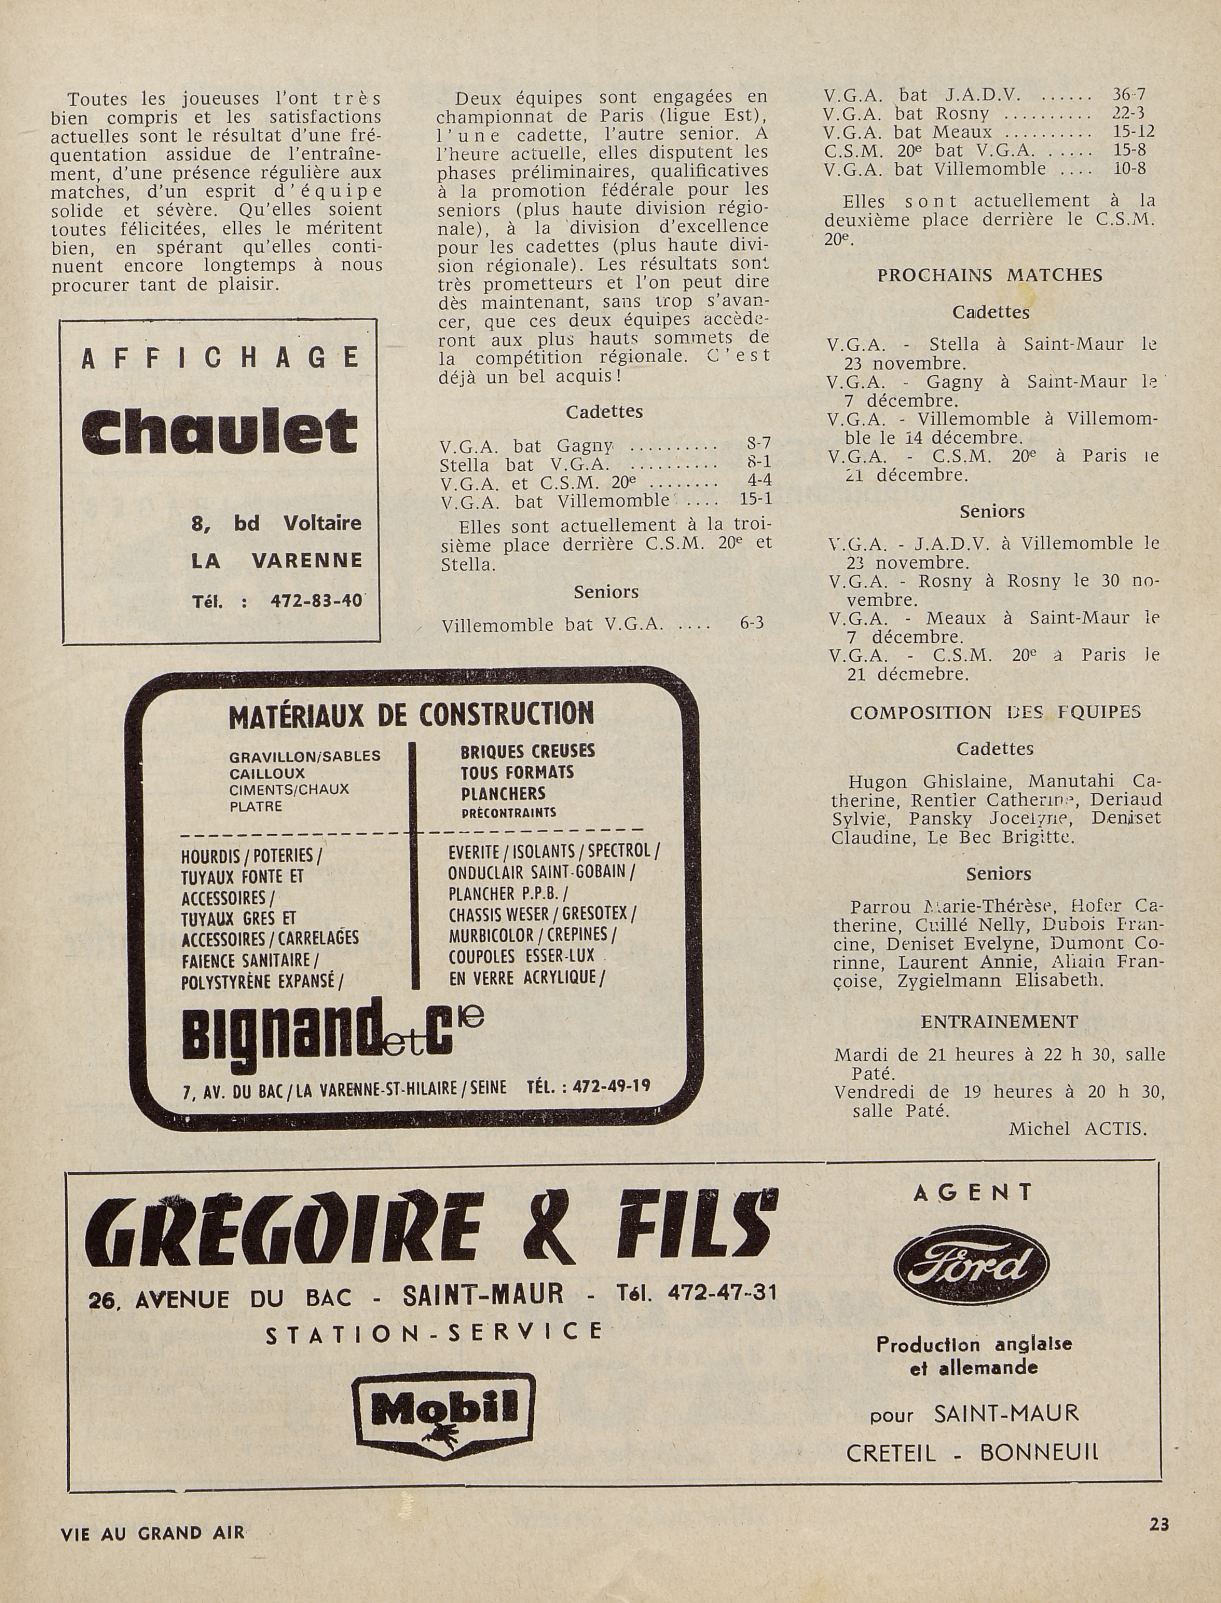 Toutes les joueuses l'ont très
bien compris et les satisfactions
actuelles sont le résultat d'une fré-
quentation assidue de l'entraîne-
ment, d'une présence régulière aux
matches, d'un esprit d'équipe
solide et sévère. Qu'elles soient
toutes félicitées, elles le méritent
bien, en spérant qu'elles conti-
nuent encore longtemps à nous
procurer tant de plaisir.
AFFICHAGE
Chaulet
8, bd Voltaire
LA VARENNE
Tél. : 472-83-40
Deux équipes sont engagées en
championnat de Paris (ligue Est),
l'une cadette, l'autre senior. A
l'heure actuelle, elles disputent les
phases préliminaires, qualificatives
à la promotion fédérale pour les
seniors (plus haute division régio-
nale), à la division d'excellence
pour les cadettes (plus haute divi-
sion régionale). Les résultats sont
très prometteurs et l'on peut dire
dès maintenant, sans trop s'avan-
cer, que ces deux équipes accède-
ront aux plus hauts sommets de
la compétition régionale. C'est
déjà un bel acquis !
Cadettes
V.G.A. bat Gagny .......... 8-7
Stella bat V.G.A. .......... 8-1
V.G.A. et C.S.M. 20e ........ 4-4
V.G.A. bat Villemomble .... 15-1
Elles sont actuellement à la troi-
sième place derrière C.S.M. 20e et
Stella.
Seniors
Villemomble bat V.G.A. .... 6-3
V.G.A. bat J.A.D.V. ...... 36-7
V.G.A. bat Rosny .......... 22-3
V.G.A. bat Meaux .......... 15-12
C.S.M. 20e bat V.G.A. ..... 15-8
V.G.A. bat Villemomble .... 10-8
Elles sont actuellement à la
deuxième place derrière le C.S.M.
20e.
PROCHAINS MATCHES
Cadettes
V.G.A. - Stella à Saint-Maur le
23 novembre.
V.G.A. - Gagny à Saint-Maur le
7 décembre.
V.G.A. - Villemomble à Villemom-
ble le 14 décembre.
V.G.A. - C.S.M. 20e à Paris le
21 décembre.
Seniors
V.G.A. - J.A.D.V. à Villemomble le
23 novembre.
V.G.A. - Rosny à Rosny le 30 no-
vembre.
V.G.A. - Meaux à Saint-Maur le
7 décembre.
V.G.A. - C.S.M. 20e à Paris le
21 décmebre.
COMPOSITION DES EQUIPES
Cadettes
Hugon Ghislaine, Manutahi Ca-
therine, Rentier Catherine, Deriaud
Sylvie, Pansky Jocelyne, Deniset
Claudine, Le Bec Brigitte.
Seniors
Parrou Marie-Thérèse, Hofer Ca-
therine, Cuillé Nelly, Dubois Fran-
cine, Deniset Evelyne, Dumont Co-
rinne, Laurent Annie, Allain Fran-
çoise, Zygielmann Elisabeth.
ENTRAINEMENT
Mardi de 21 heures à 22 h 30, salle
Paté.
Vendredi de 19 heures à 20 h 30,
salle Paté.
Michel ACTIS.
MATÉRIAUX DE CONSTRUCTION
GRAVILLON/SABLES
CAILLOUX
CIMENTS/CHAUX
PLATRE
BRIQUES CREUSES
TOUS FORMATS
PLANCHERS
PRÉCONTRAINTS
HOURDIS / POTERIES /
TUYAUX FONTE ET
ACCESSOIRES /
TUYAUX GRES ET
ACCESSOIRES / CARRELAGES
FAIENCE SANITAIRE /
POLYSTYRÈNE EXPANSÉ /
EVERITE / ISOLANTS / SPECTROL /
ONDUCLAIR SAINT-GOBAIN /
PLANCHER P.P.B. /
CHASSIS WESER / GRESOTEX /
MURBICOLOR / CREPINES /
COUPOLES ESSER-LUX
EN VERRE ACRYLIQUE /
Bignand et Cie
7, AV. DU BAC / LA VARENNE-ST-HILAIRE / SEINE TÉL. : 472-49-19
GRÉGOIRE & FILS
26, AVENUE DU BAC - SAINT-MAUR - Tél. 472-47-31
STATION-SERVICE
Mobil
AGENT
Ford
Production anglaise
et allemande
pour SAINT-MAUR
CRETEIL - BONNEUIL
VIE AU GRAND AIR
23